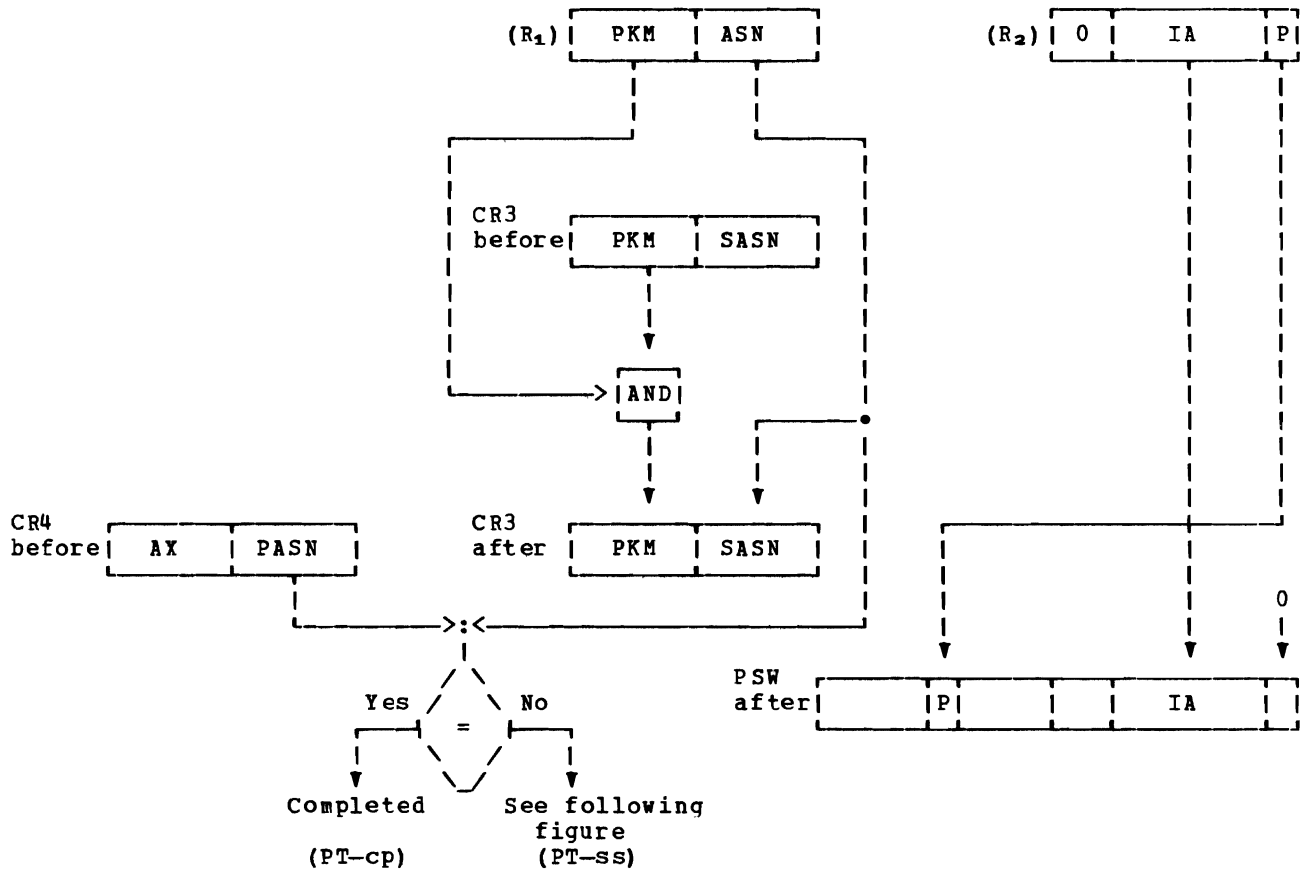 (R₁) PKM ASN
(R₂) 0 IA P
CR3
before PKM SASN
AND
CR4
before AX PASN
CR3
after PKM SASN
0
:
PSW
after P IA
Yes = No
Completed
(PT-cp)
See following
figure
(PT-ss)